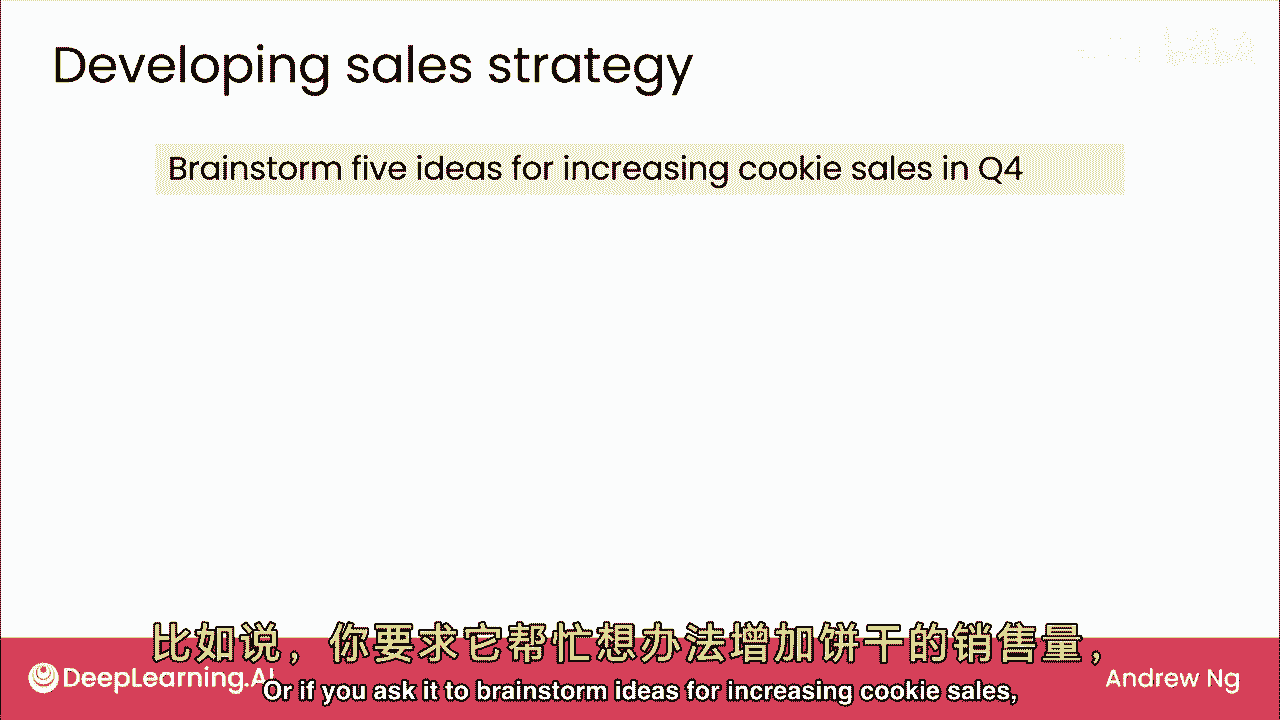 Developing sales strategy
Brainstorm five ideas for increasing cookie sales in Q4
比如说，你要求它帮忙想办法增加饼干的销售量，
DeepLearning.AI
Or if you ask it to brainstorm ideas for increasing cookie sales,
Andrew Ng